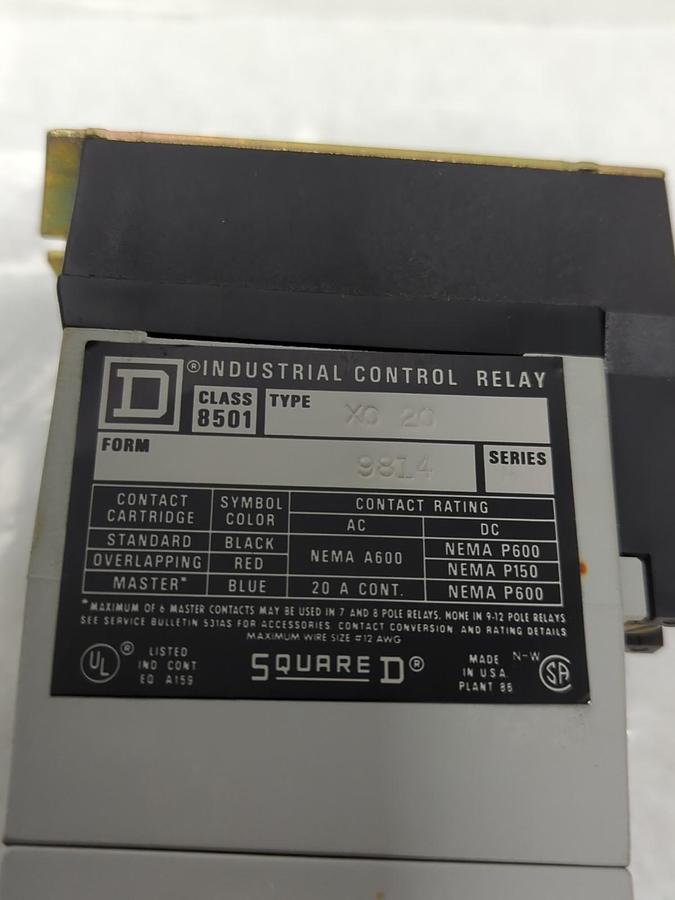 D ® INDUSTRIAL CONTROL RELAY
CLASS 8501 TYPE XO 20
FORM 9814 SERIES
CONTACT CARTRIDGE SYMBOL COLOR CONTACT RATING
AC DC
STANDARD BLACK NEMA A600 NEMA P600
OVERLAPPING RED NEMA P150
MASTER* BLUE 20 A CONT. NEMA P600
*MAXIMUM OF 6 MASTER CONTACTS MAY BE USED IN 7 AND 8 POLE RELAYS, NONE IN 9-12 POLE RELAYS
SEE SERVICE BULLETIN 531AS FOR ACCESSORIES CONTACT CONVERSION AND RATING DETAILS
MAXIMUM WIRE SIZE #12 AWG
UL ® LISTED
IND CONT
EQ A159
SQUARE D ®
MADE IN U.S.A.
PLANT 86
N-W
SA